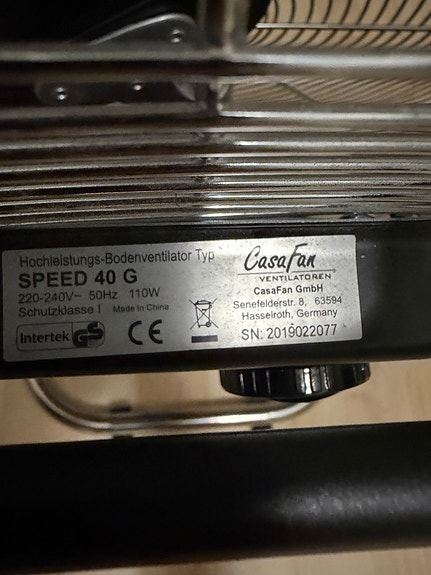 Hochleistungs-Bodenventilator Typ
SPEED 40 G
220-240V~ 50Hz 110W
Schutzklasse I Made in China
Intertek GS
CE
CasaFan
VENTILATOREN
CasaFan GmbH
Senefelderstr. 8, 63594
Hasselroth, Germany
SN: 2019022077